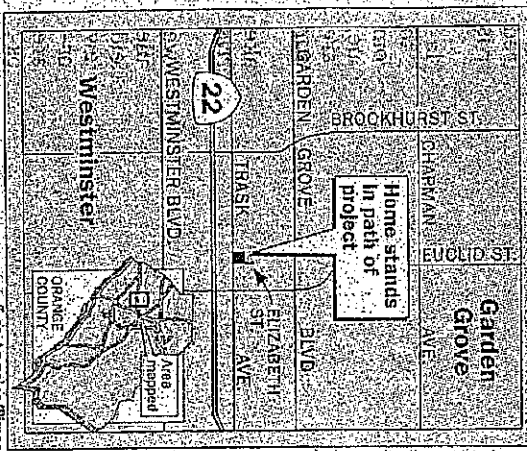 Garden
Grove
CHAPMAN AVE.
BROOKHURST ST.
EUCLID ST.
Home stands
in path of
project
GARDEN GROVE BLVD.
ELIZABETH
ST.
TRASK AVE
22
WESTMINSTER BLVD.
Westminster
Area
mapped
ORANGE
COUNTY